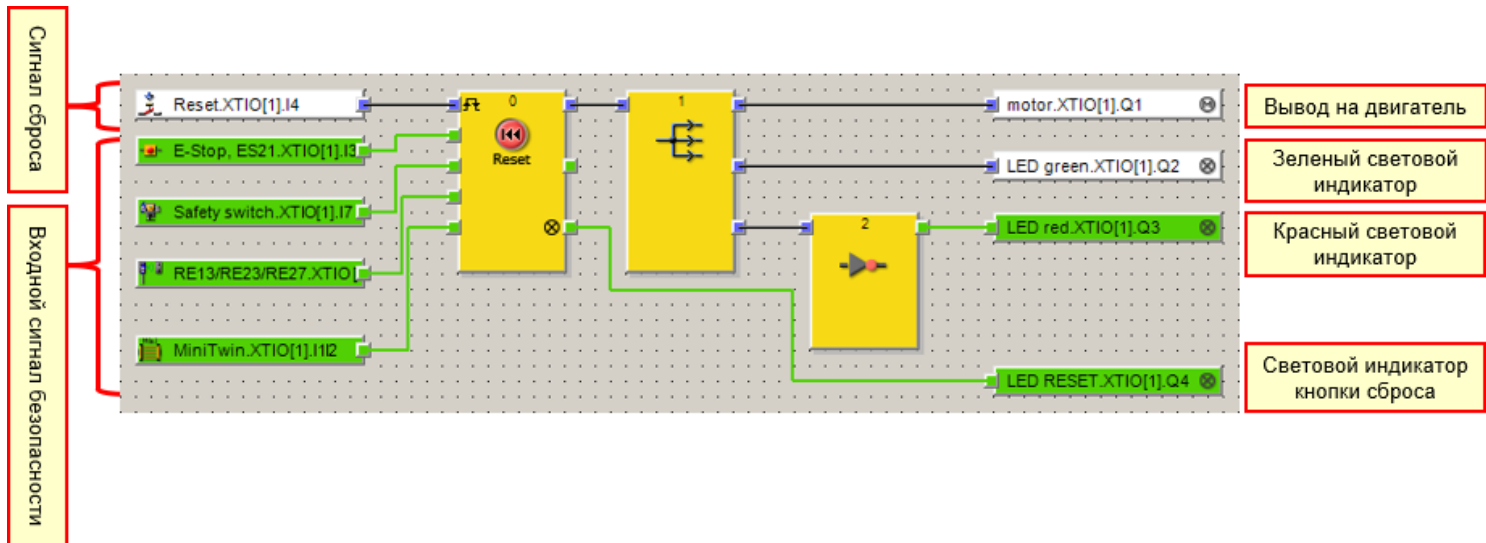 Сигнал сброса
Входной сигнал безопасности
Reset.XTIO[1].I4
E-Stop, ES21.XTIO[1].I3
Safety switch.XTIO[1].I7
RE13/RE23/RE27.XTIO[
MiniTwin.XTIO[1].I1I2
0
Reset
1
2
motor.XTIO[1].Q1
LED green.XTIO[1].Q2
LED red.XTIO[1].Q3
LED RESET.XTIO[1].Q4
Вывод на двигатель
Зеленый световой
индикатор
Красный световой
индикатор
Световой индикатор
кнопки сброса